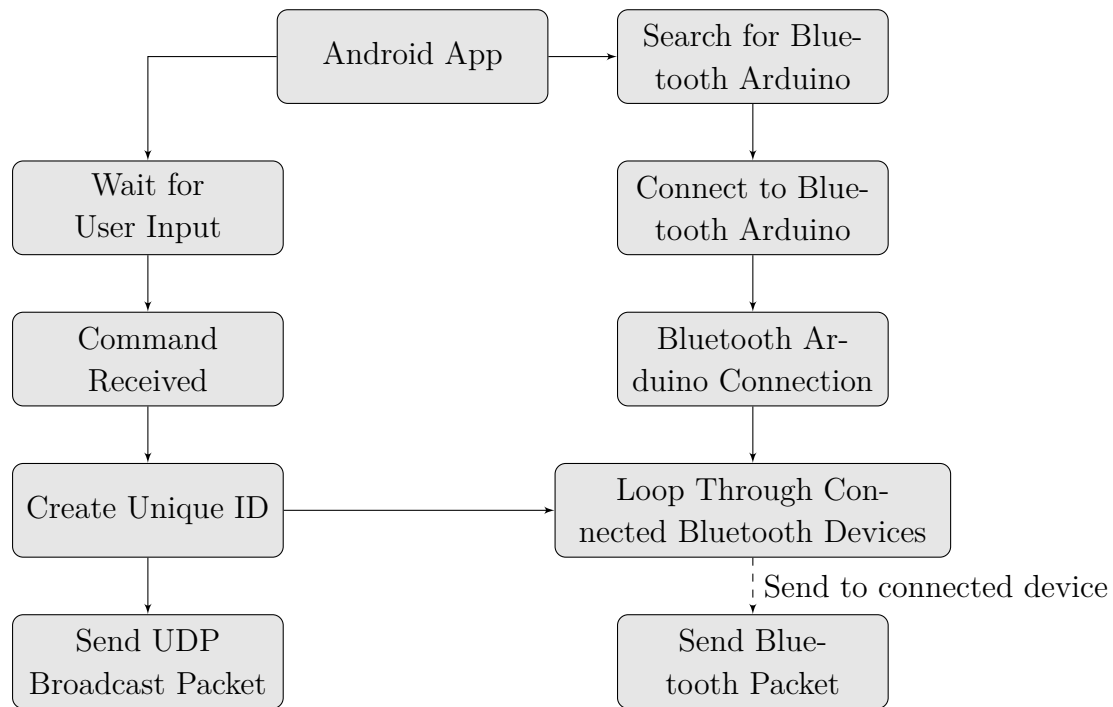 Android App
Search for Blue-
tooth Arduino
Wait for
User Input
Connect to Blue-
tooth Arduino
Command
Received
Bluetooth Ar-
duino Connection
Create Unique ID
Loop Through Con-
nected Bluetooth Devices
Send to connected device
Send UDP
Broadcast Packet
Send Blue-
tooth Packet